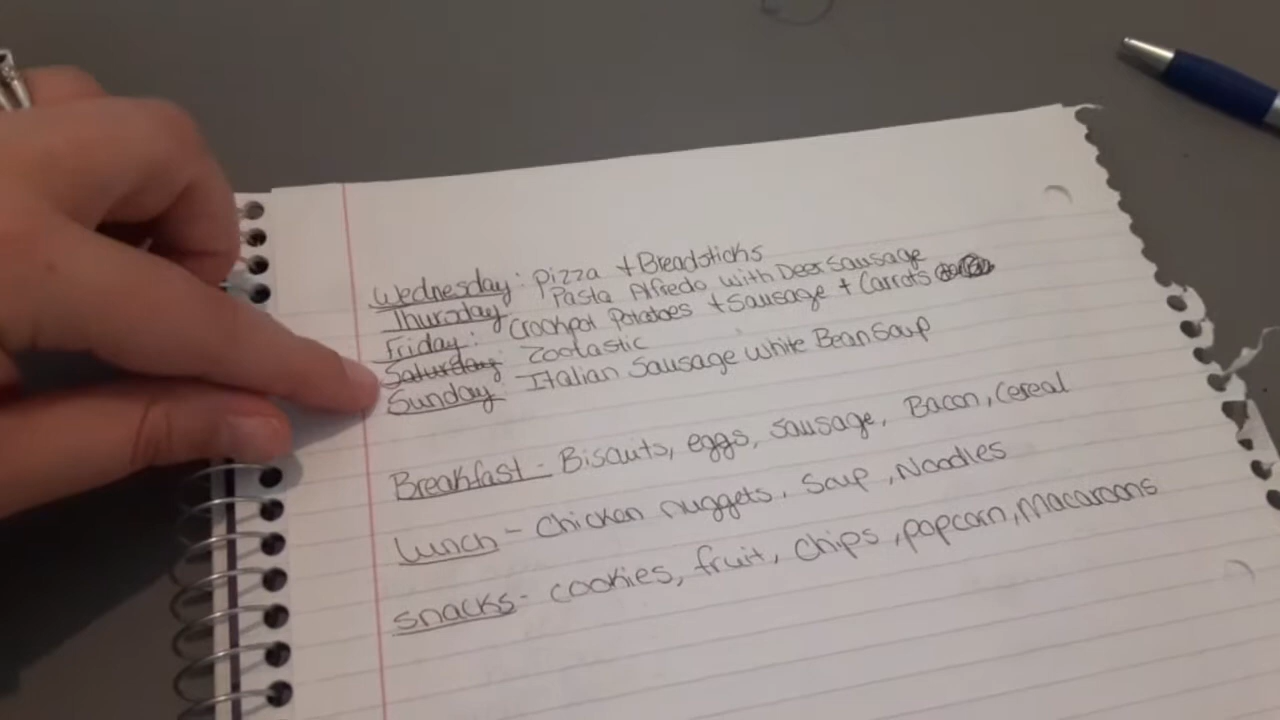 Wednesday: Pizza + Breadsticks
Thursday Pasta Alfredo with Deer Sausage
Friday: Crockpot Potatoes + Sausage + Carrots
Saturday: Zootastic
Sunday: Italian Sausage White Bean Soup
Breakfast - Biscuits, eggs, sausage, Bacon, Cereal
Lunch - Chicken nuggets, Soup, Noodles
Snacks - cookies, fruit, chips, popcorn, Macaroons